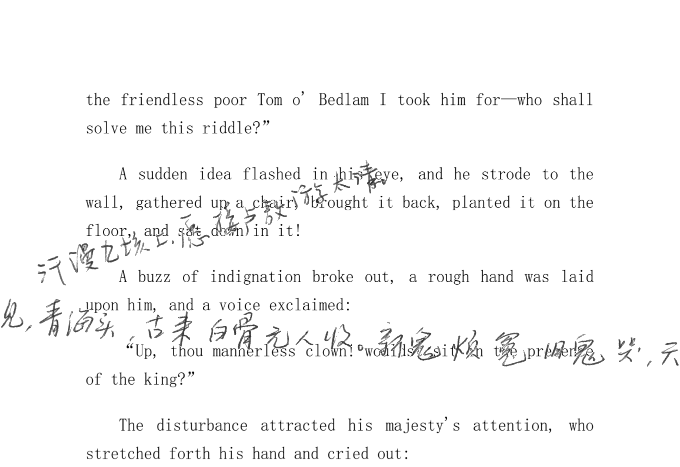 the friendless poor Tom o' Bedlam I took him for—who shall
solve me this riddle?”
A sudden idea flashed in his eye, and he strode to the
wall, gathered up a chair, brought it back, planted it on the
floor, and sat down in it!
汗漫九垓上,愿接卢敖游太清。
A buzz of indignation broke out, a rough hand was laid
upon him, and a voice exclaimed:
见,青海头,古来白骨无人收。新鬼烦冤旧鬼哭,天
“Up, thou mannerless clown! sit in the presence
of the king?”
The disturbance attracted his majesty's attention, who
stretched forth his hand and cried out: